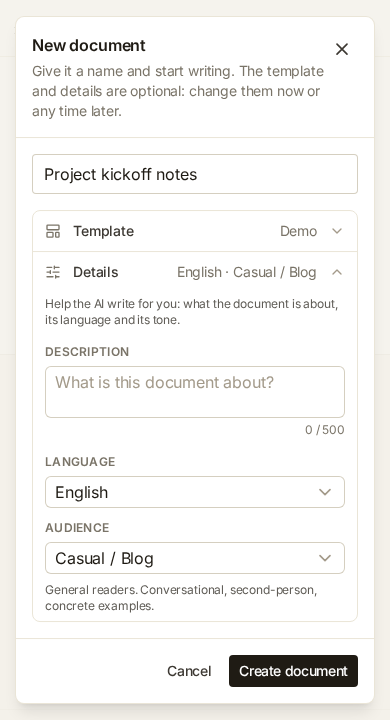 New document
Give it a name and start writing. The template
and details are optional: change them now or
any time later.
Project kickoff notes
Template Demo
Details English · Casual / Blog
Help the AI write for you: what the document is about,
its language and its tone.
DESCRIPTION
What is this document about?
0 / 500
LANGUAGE
English
AUDIENCE
Casual / Blog
General readers. Conversational, second-person,
concrete examples.
Cancel Create document